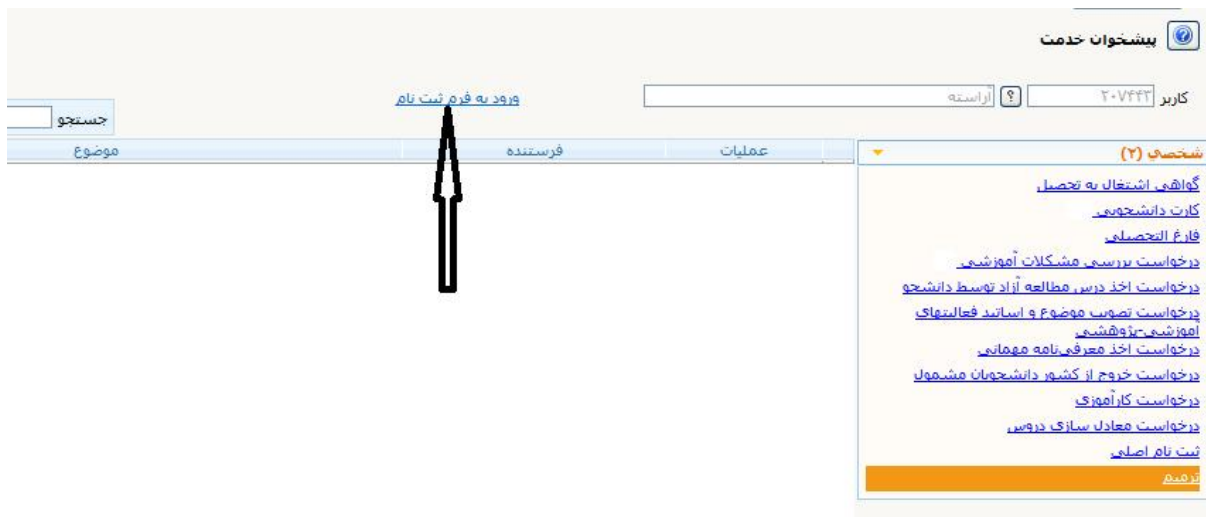 پیشخوان خدمت
کاربر ۲۰۷۴۴۳ آراسته ورود به فرم ثبت نام
جستجو
شخصي (۲)
عملیات فرستنده موضوع
گواهی اشتغال به تحصیل
کارت دانشجویی
فارغ التحصیلی
درخواست بررسی مشکلات آموزشی
درخواست اخذ درس مطالعه آزاد توسط دانشجو
درخواست تصویب موضوع و اساتید فعالیتهای
آموزشی-پژوهشی
درخواست اخذ معرفی‌نامه مهمانی
درخواست خروج از کشور دانشجویان مشمول
درخواست کارآموزی
درخواست معادل سازی دروس
ثبت نام اصلی
ترمیم